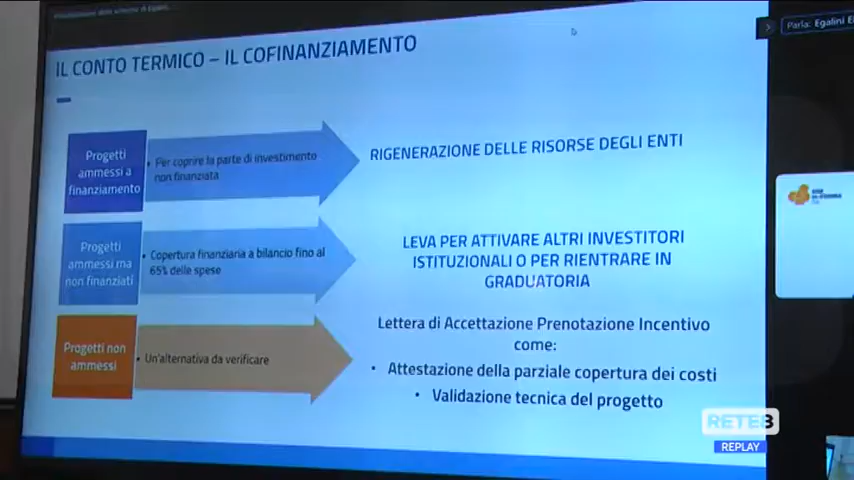 IL CONTO TERMICO – IL COFINANZIAMENTO
Parla: Egalini
Progetti
ammessi a
finanziamento
• Per coprire la parte di investimento
non finanziata
RIGENERAZIONE DELLE RISORSE DEGLI ENTI
Progetti
ammessi ma
non finanziati
• Copertura finanziaria a bilancio fino al
65% delle spese
LEVA PER ATTIVARE ALTRI INVESTITORI
ISTITUZIONALI O PER RIENTRARE IN
GRADUATORIA
Progetti non
ammessi
• Un'alternativa da verificare
Lettera di Accettazione Prenotazione Incentivo
come:
• Attestazione della parziale copertura dei costi
• Validazione tecnica del progetto
RETE8
REPLAY